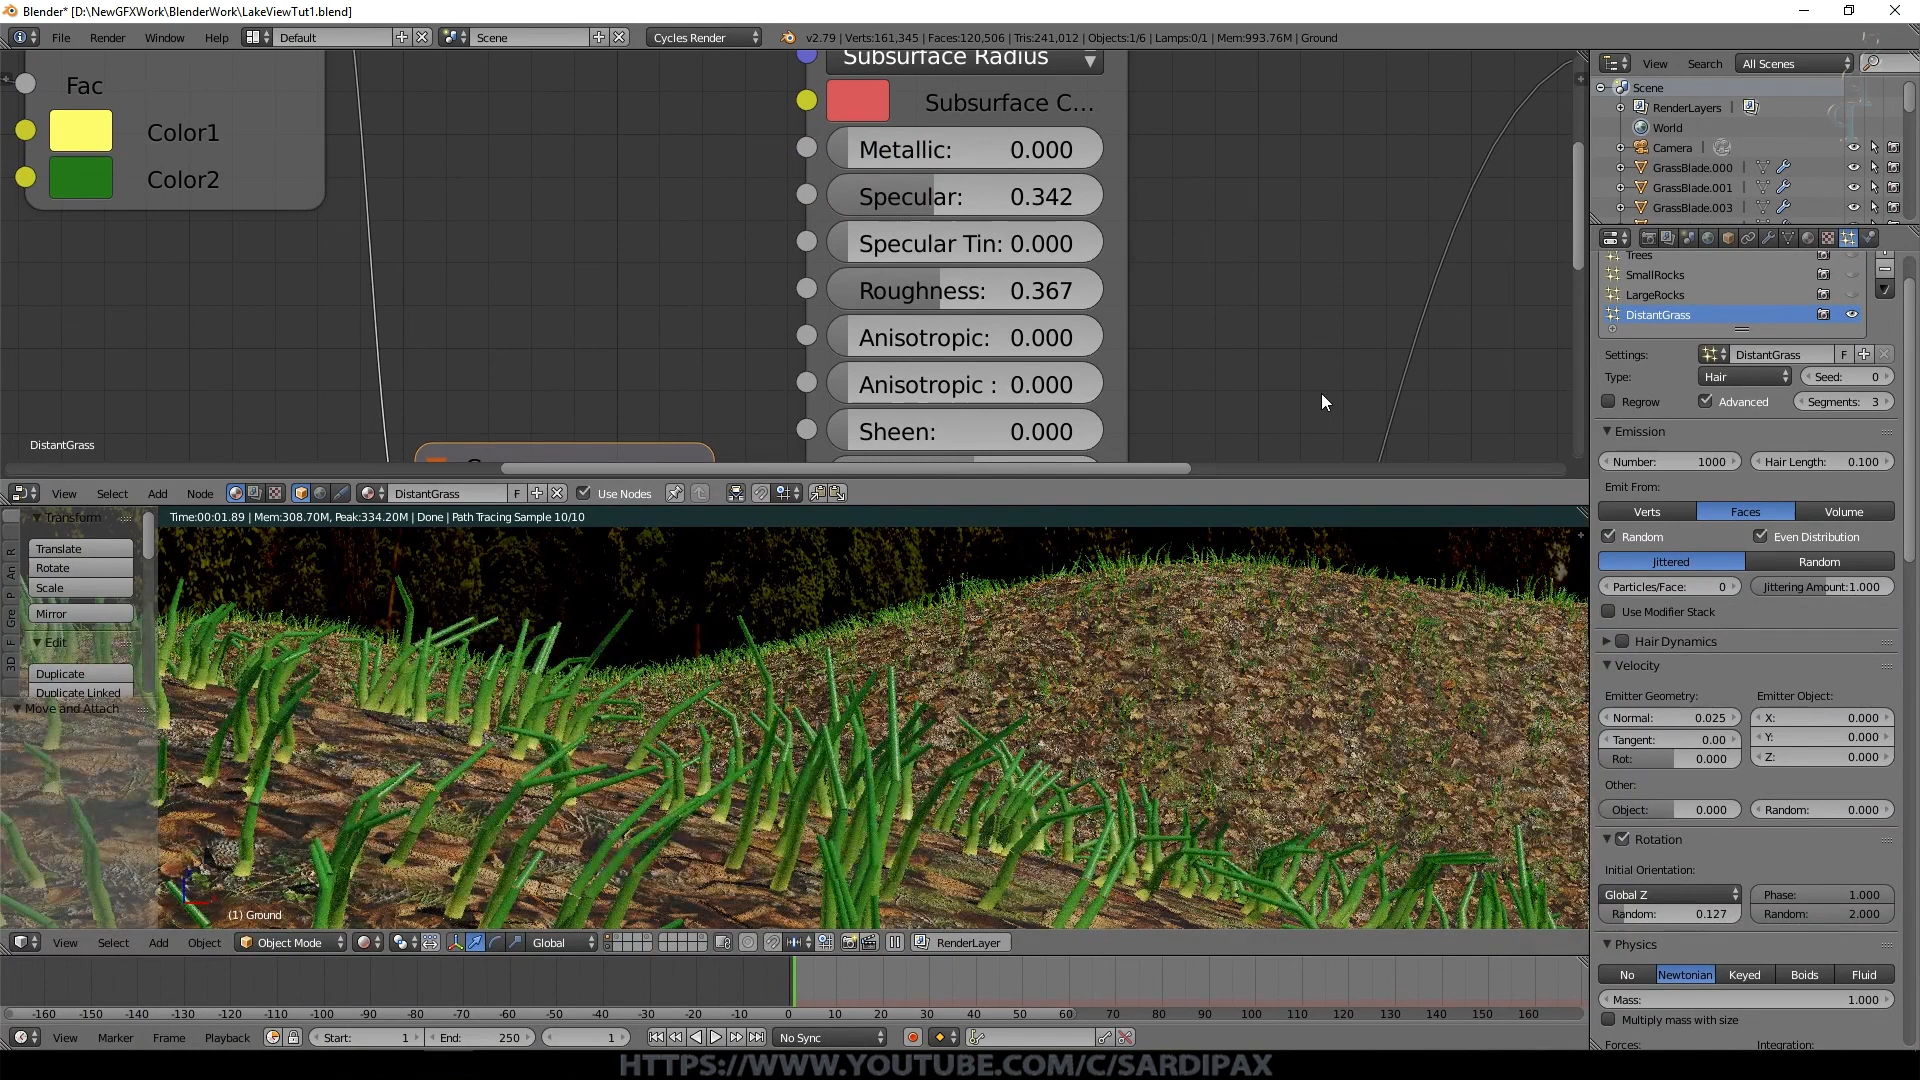 Blender* [D:\NewGFXWork\BlenderWork\LakeViewTut1.blend]
File Render Window Help Default Scene Cycles Render v2.79 | Verts:161,345 | Faces:120,506 | Tris:241,012 | Objects:1/6 | Lamps:0/1 | Mem:993.76M | Ground
Fac
Color1
Color2
Subsurface Radius
Subsurface C...
Metallic: 0.000
Specular: 0.342
Specular Tin: 0.000
Roughness: 0.367
Anisotropic: 0.000
Anisotropic : 0.000
Sheen: 0.000
DistantGrass
View Select Add Node DistantGrass F Use Nodes
View Search All Scenes
Scene
RenderLayers
World
Camera
GrassBlade.000
GrassBlade.001
GrassBlade.003
Trees
SmallRocks
LargeRocks
DistantGrass
Settings: DistantGrass F
Type: Hair Seed: 0
Regrow Advanced Segments: 3
Emission
Number: 1000 Hair Length: 0.100
Emit From:
Verts Faces Volume
Random Even Distribution
Jittered Random
Particles/Face: 0 Jittering Amount:1.000
Use Modifier Stack
Hair Dynamics
Velocity
Emitter Geometry: Emitter Object:
Normal: 0.025 X: 0.000
Tangent: 0.00 Y: 0.000
Rot: 0.000 Z: 0.000
Other:
Object: 0.000 Random: 0.000
Rotation
Initial Orientation:
Global Z Phase: 1.000
Random: 0.127 Random: 2.000
Physics
No Newtonian Keyed Boids Fluid
Mass: 1.000
Multiply mass with size
Forces: Integration:
Time:00:01.89 | Mem:308.70M, Peak:334.20M | Done | Path Tracing Sample 10/10
Transform
Translate
Rotate
Scale
Mirror
Edit
Duplicate
Duplicate Linked
Move and Attach
R
An
P
Gre
F
3D
(1) Ground
View Select Add Object Object Mode Global RenderLayer
-160 -150 -140 -130 -120 -110 -100 -90 -80 -70 -60 -50 -40 -30 -20 -10 0 10 20 30 40 50 60 70 80 90 100 110 120 130 140 150 160
View Marker Frame Playback Start: 1 End: 250 1 No Sync
HTTPS://WWW.YOUTUBE.COM/C/SARDIPAX